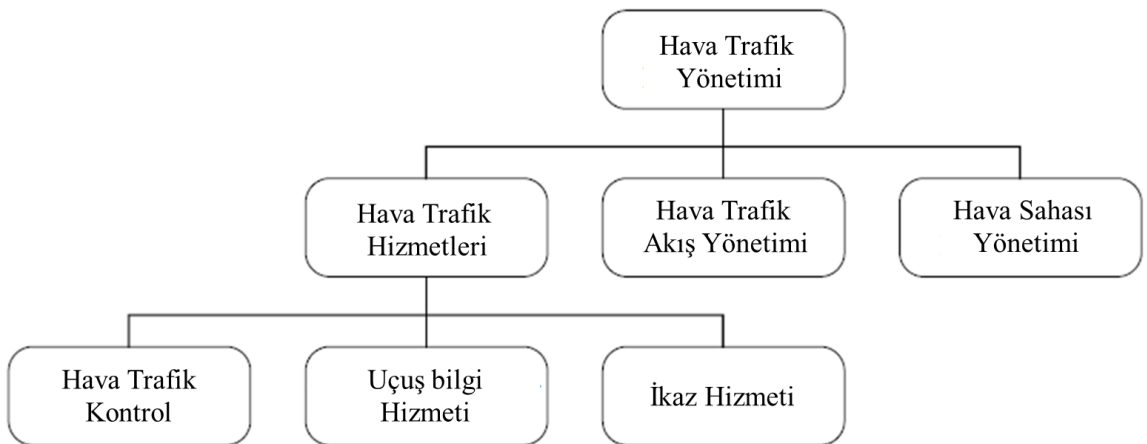 Hava Trafik
Yönetimi
Hava Trafik
Hizmetleri
Hava Trafik
Akış Yönetimi
Hava Sahası
Yönetimi
Hava Trafik
Kontrol
Uçuş bilgi
Hizmeti
İkaz Hizmeti